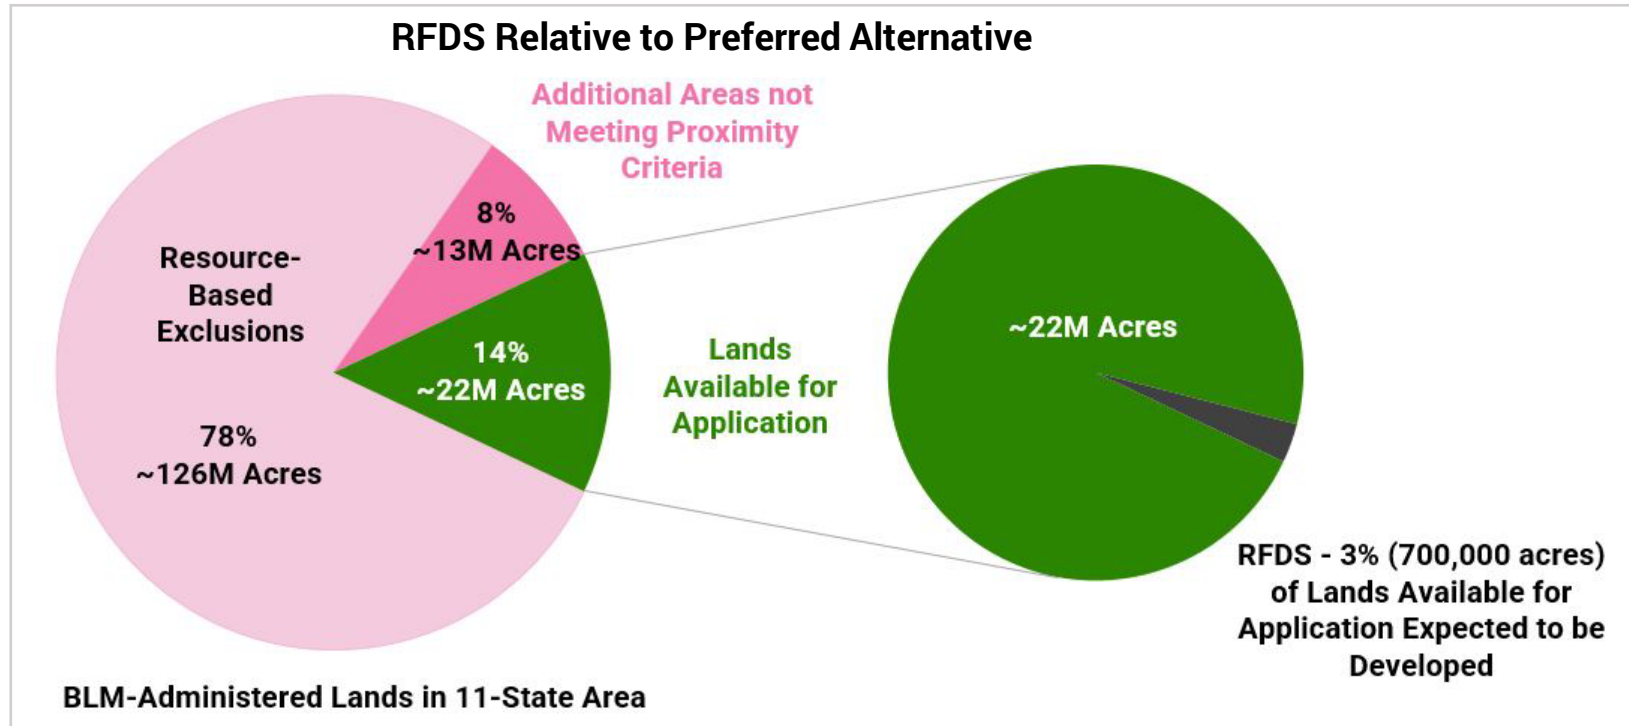 RFDS Relative to Preferred Alternative
Additional Areas not
Meeting Proximity
Criteria
8%
~13M Acres
Resource-
Based
Exclusions
78%
~126M Acres
14%
~22M Acres
Lands
Available for
Application
~22M Acres
RFDS - 3% (700,000 acres)
of Lands Available for
Application Expected to be
Developed
BLM-Administered Lands in 11-State Area